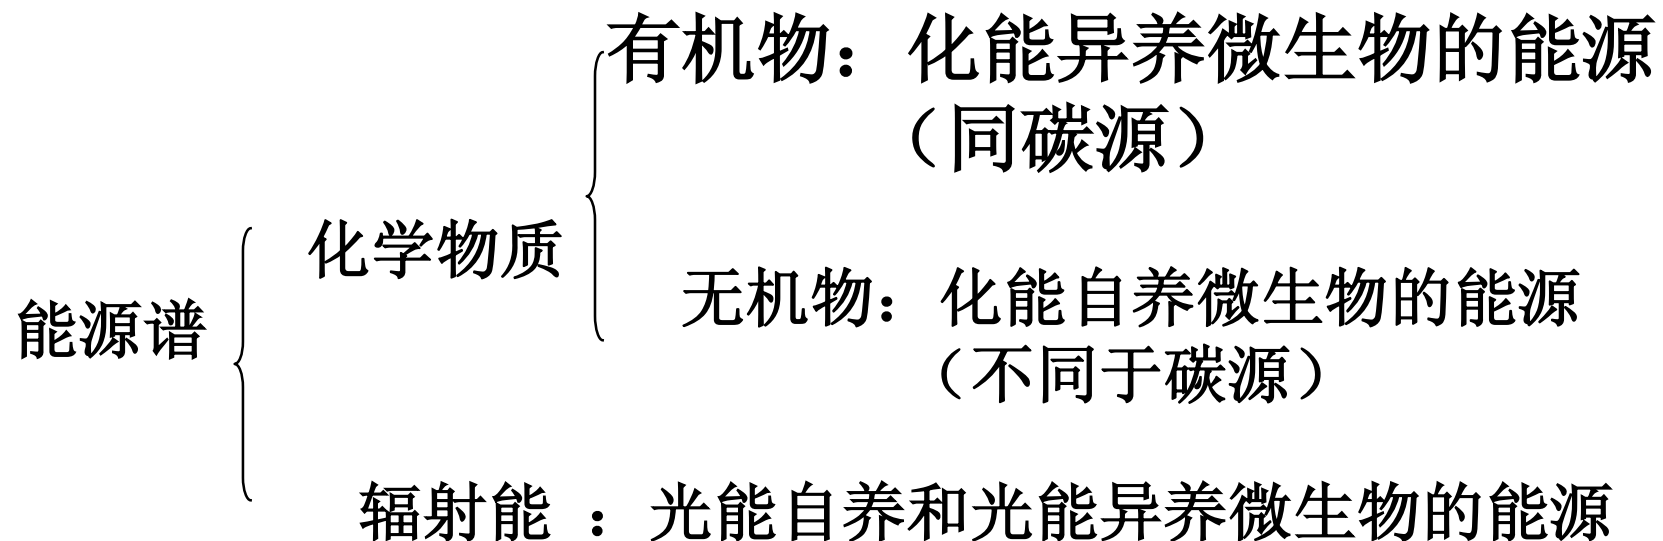 有机物：化能异养微生物的能源
（同碳源）
化学物质
无机物：化能自养微生物的能源
能源谱
（不同于碳源）
辐射能 ：光能自养和光能异养微生物的能源